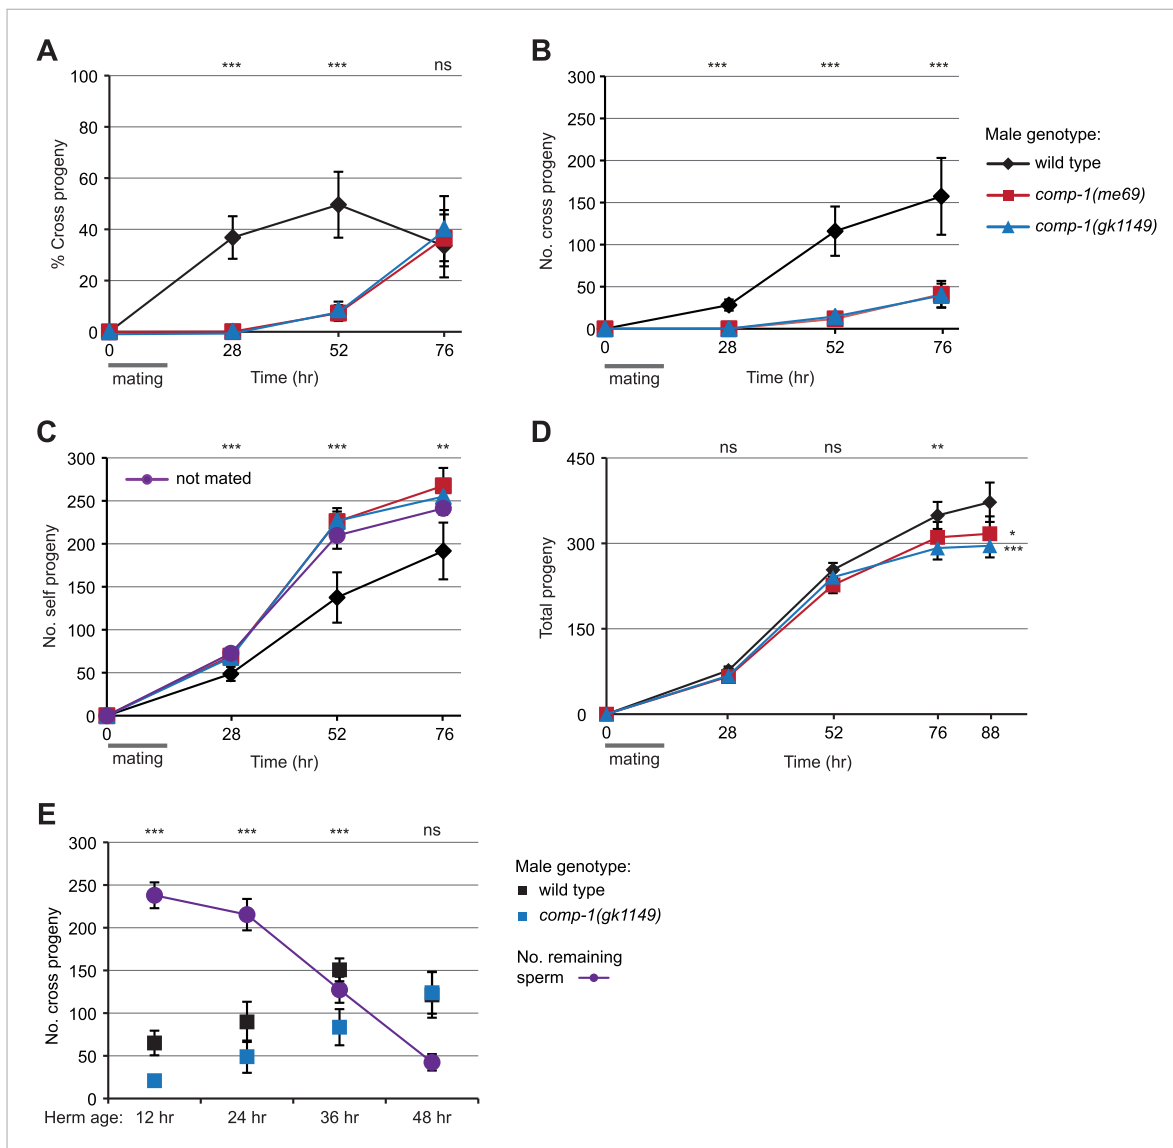 A
*** *** ns
% Cross progeny
100
80
60
40
20
0
0 28 52 76
mating
Time (hr)
B
*** *** ***
No. cross progeny
300
250
200
150
100
50
0
0 28 52 76
mating
Time (hr)
Male genotype:
wild type
comp-1(me69)
comp-1(gk1149)
C
*** *** **
not mated
No. self progeny
300
250
200
150
100
50
0
0 28 52 76
mating
Time (hr)
D
ns ns **
Total progeny
450
300
150
0
*
***
0 28 52 76 88
mating
Time (hr)
E
*** *** *** ns
No. cross progeny
300
250
200
150
100
50
0
Herm age: 12 hr 24 hr 36 hr 48 hr
Male genotype:
wild type
comp-1(gk1149)
No. remaining
sperm